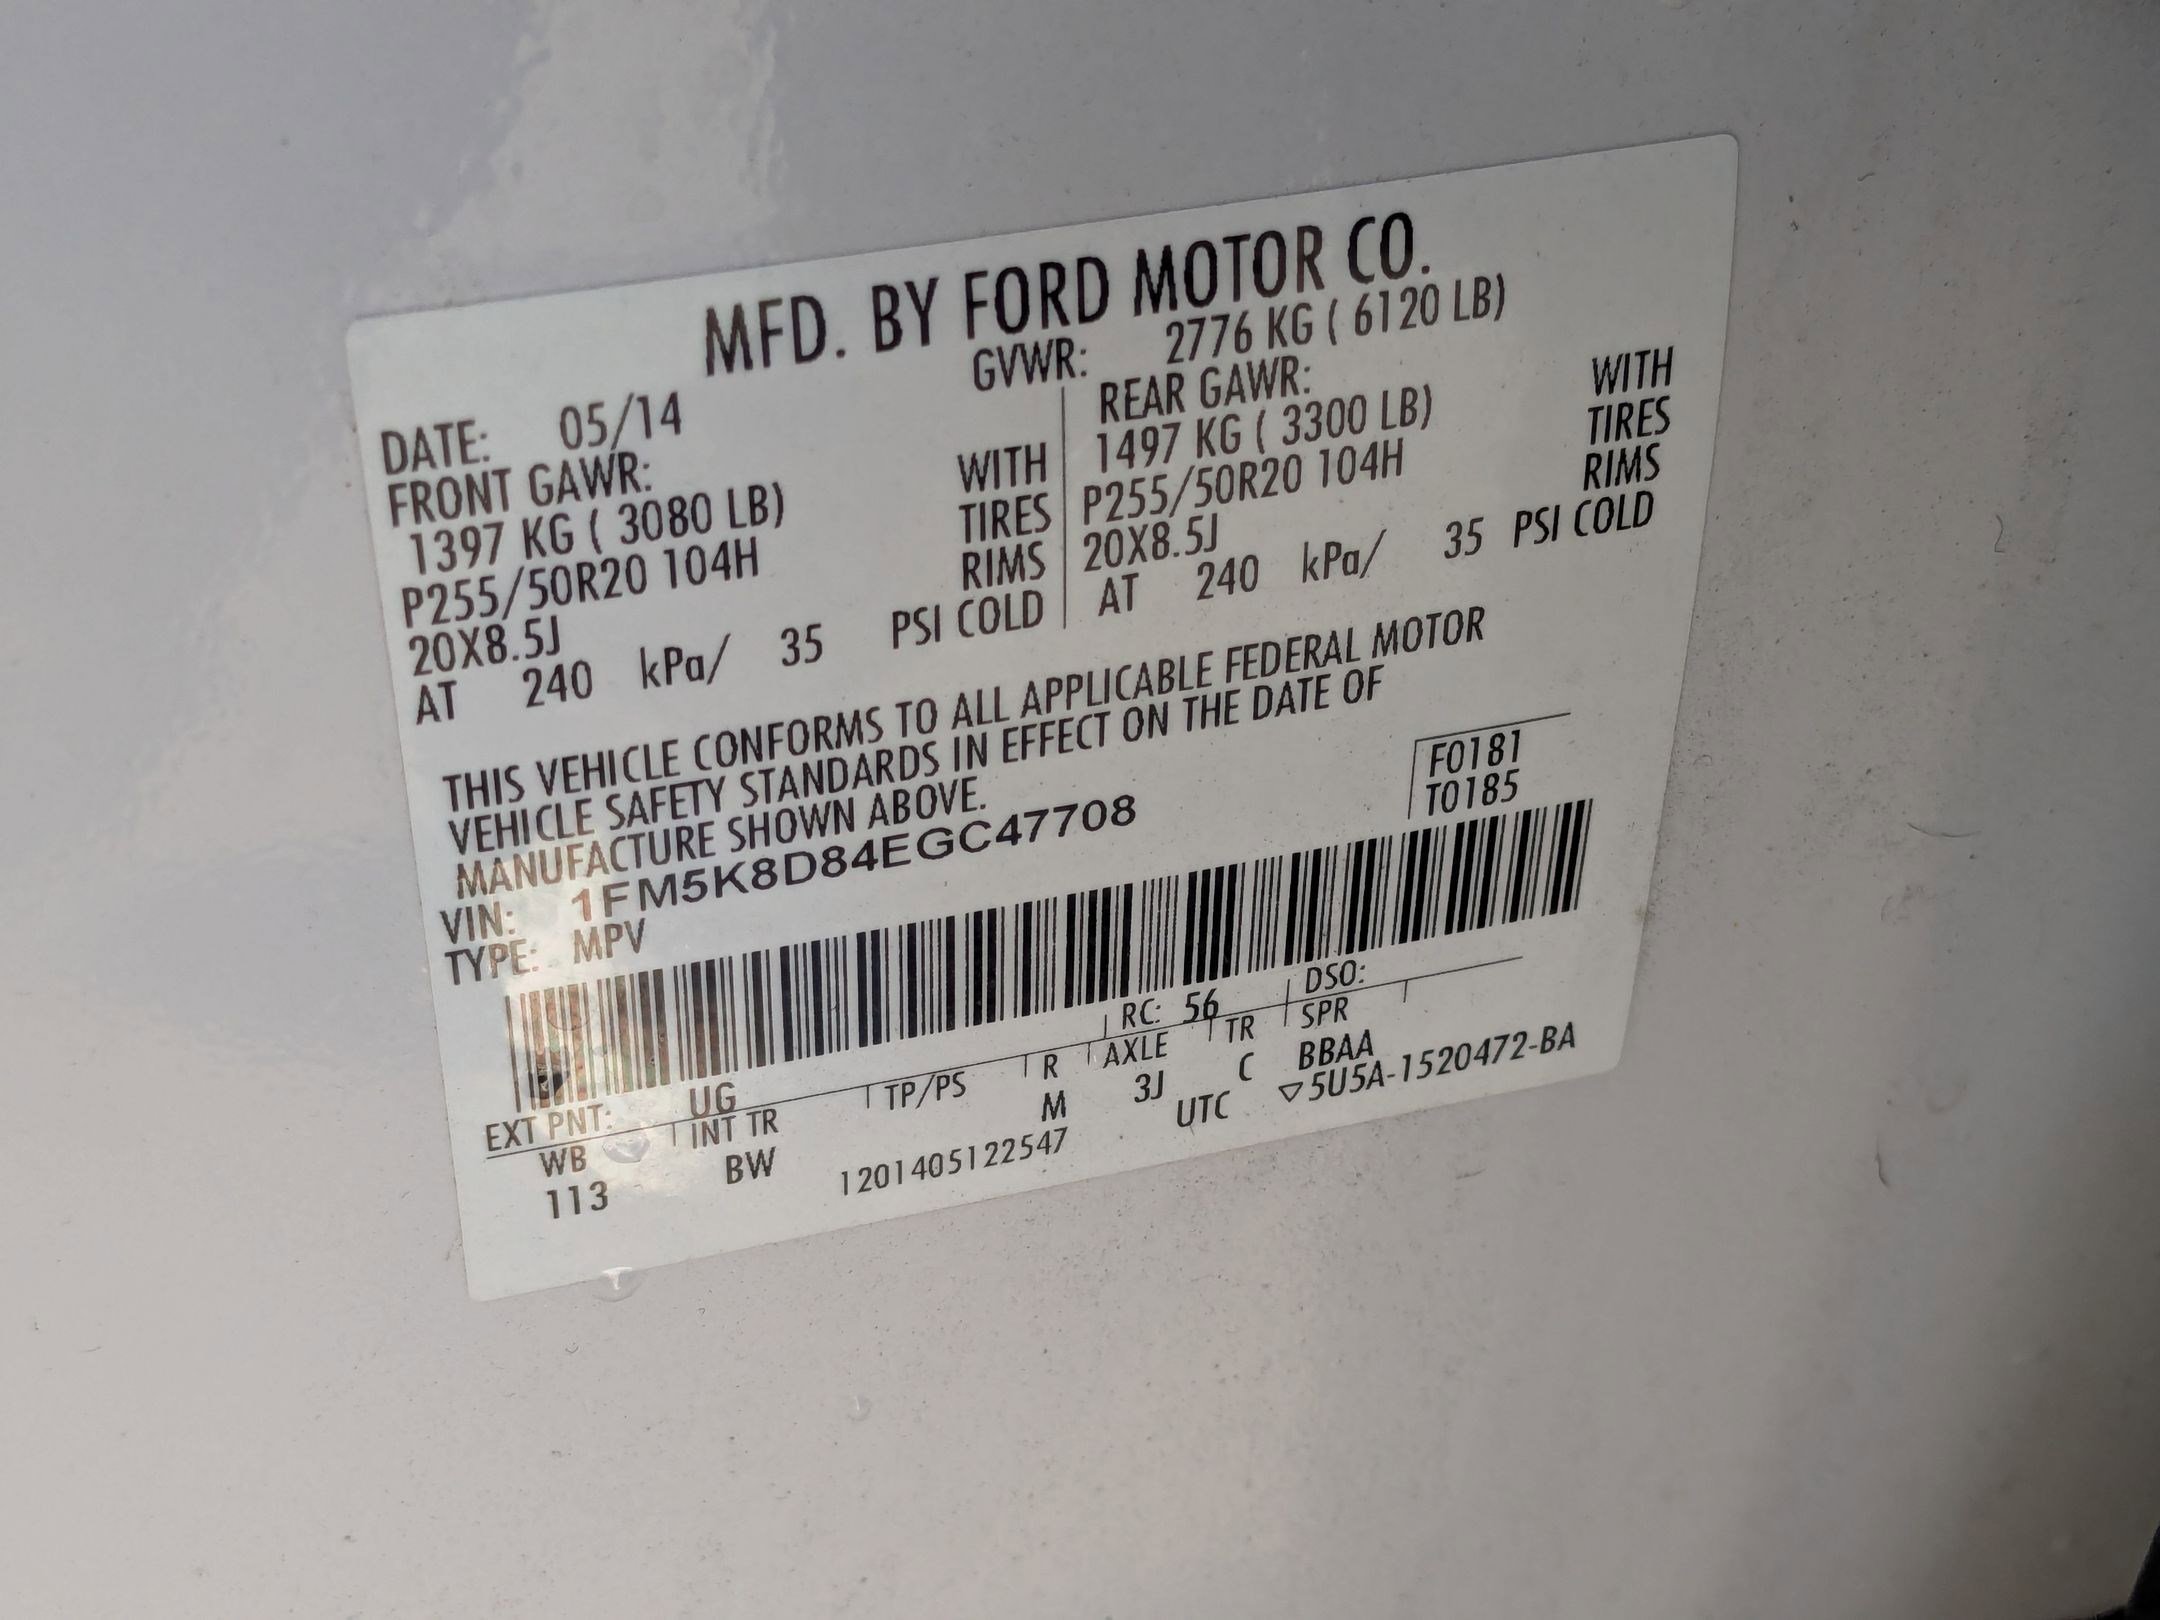 MFD. BY FORD MOTOR CO.
DATE: 05/14 GVWR: 2776 KG ( 6120 LB)
FRONT GAWR: REAR GAWR:
1397 KG ( 3080 LB) WITH 1497 KG ( 3300 LB) WITH
P255/50R20 104H TIRES P255/50R20 104H TIRES
20X8.5J RIMS 20X8.5J RIMS
AT 240 kPa/ 35 PSI COLD AT 240 kPa/ 35 PSI COLD
THIS VEHICLE CONFORMS TO ALL APPLICABLE FEDERAL MOTOR
VEHICLE SAFETY STANDARDS IN EFFECT ON THE DATE OF
MANUFACTURE SHOWN ABOVE.
VIN: 1FM5K8D84EGC47708 F0181
TYPE: MPV T0185
EXT PNT: UG RC: 56 DSO:
WB INT TR TP/PS R AXLE TR SPR
113 BW M 3J C BBAA
1201405122547 UTC ▽5U5A-1520472-BA